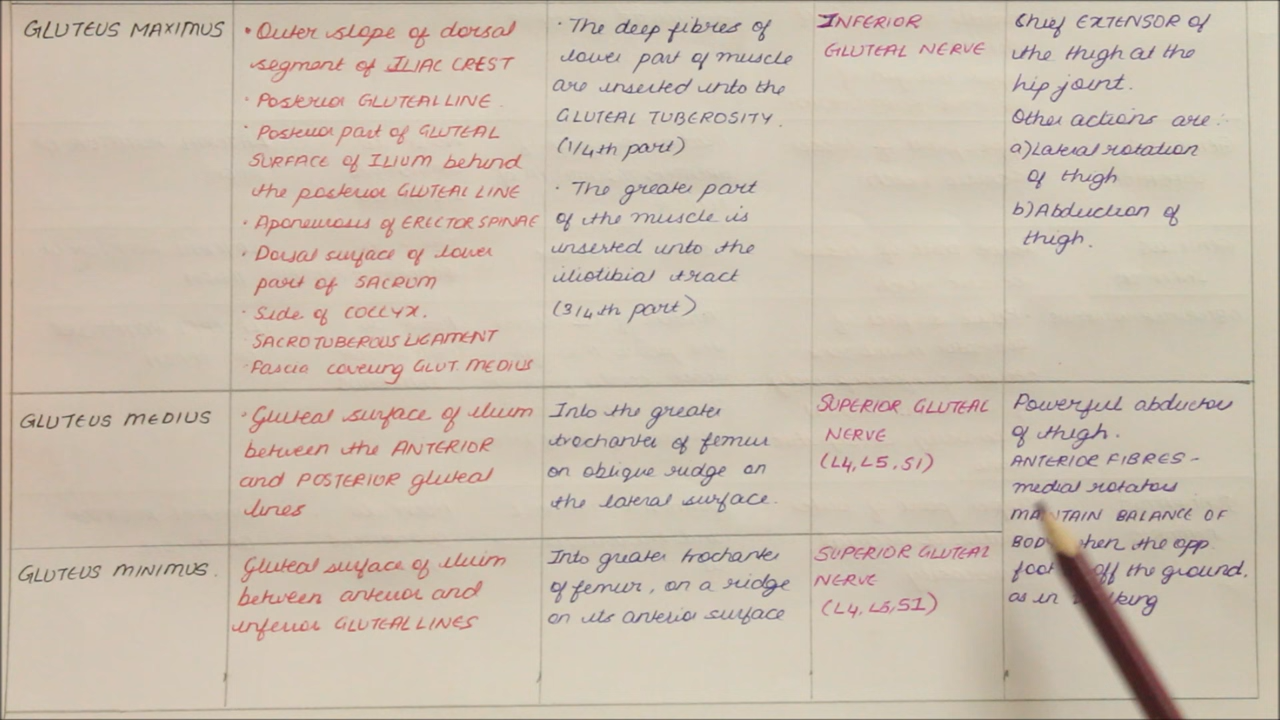 GLUTEUS MAXIMUS
• Outer slope of dorsal
segment of ILIAC CREST
• Posterior GLUTEAL LINE
• Posterior part of GLUTEAL
SURFACE of ILIUM behind
the posterior GLUTEAL LINE
• Aponeurosis of ERECTOR SPINAE
• Dorsal surface of lower
part of SACRUM
• Side of COCCYX.
SACROTUBEROUS LIGAMENT
• Fascia covering GLUT. MEDIUS
• The deep fibres of
lower part of muscle
are inserted into the
GLUTEAL TUBEROSITY.
(1/4th part)
• The greater part
of the muscle is
inserted into the
iliotibial tract
(3/4th part)
INFERIOR
GLUTEAL NERVE
Chief EXTENSOR of
the thigh at the
hip joint.
Other actions are:
a) Lateral rotation
of thigh
b) Abduction of
thigh.
GLUTEUS MEDIUS
• Gluteal surface of ilium
between the ANTERIOR
and POSTERIOR gluteal
lines
Into the greater
trochanter of femur
on oblique ridge on
the lateral surface.
SUPERIOR GLUTEAL
NERVE
(L4, L5, S1)
Powerful abductors
of thigh.
ANTERIOR FIBRES -
medial rotators
MAINTAIN BALANCE OF
BODY when the opp.
foot off the ground.
as in walking
GLUTEUS MINIMUS.
Gluteal surface of ilium
between anterior and
inferior GLUTEAL LINES
Into greater trochanter
of femur, on a ridge
on its anterior surface
SUPERIOR GLUTEAL
NERVE
(L4, L5, S1)